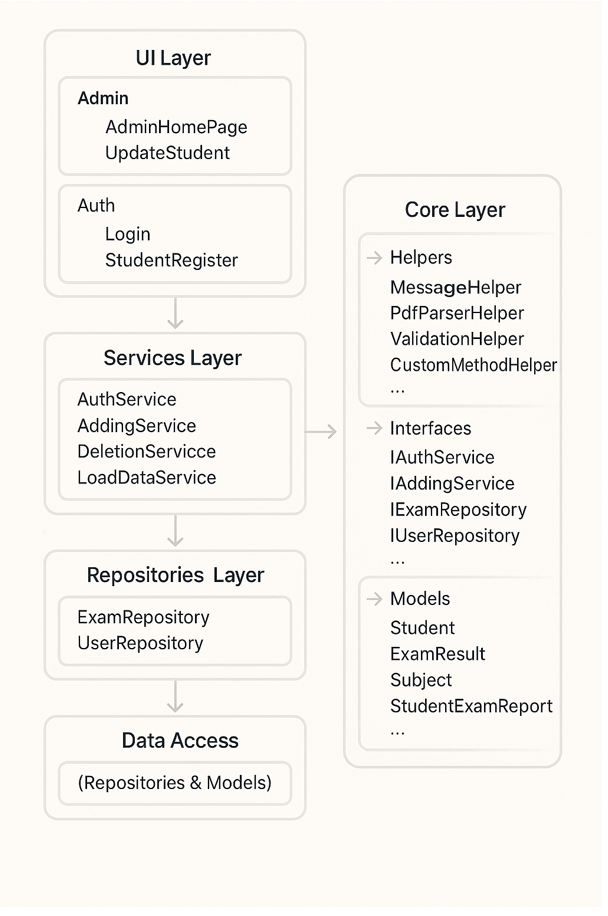 UI Layer
Admin
AdminHomePage
UpdateStudent
Auth
Login
StudentRegister
Services Layer
AuthService
AddingService
DeletionServicce
LoadDataService
Repositories Layer
ExamRepository
UserRepository
Data Access
(Repositories & Models)
Core Layer
→ Helpers
MessageHelper
PdfParserHelper
ValidationHelper
CustomMethodHelper
...
→ Interfaces
IAuthService
IAddingService
IExamRepository
IUserRepository
...
→ Models
Student
ExamResult
Subject
StudentExamReport
...